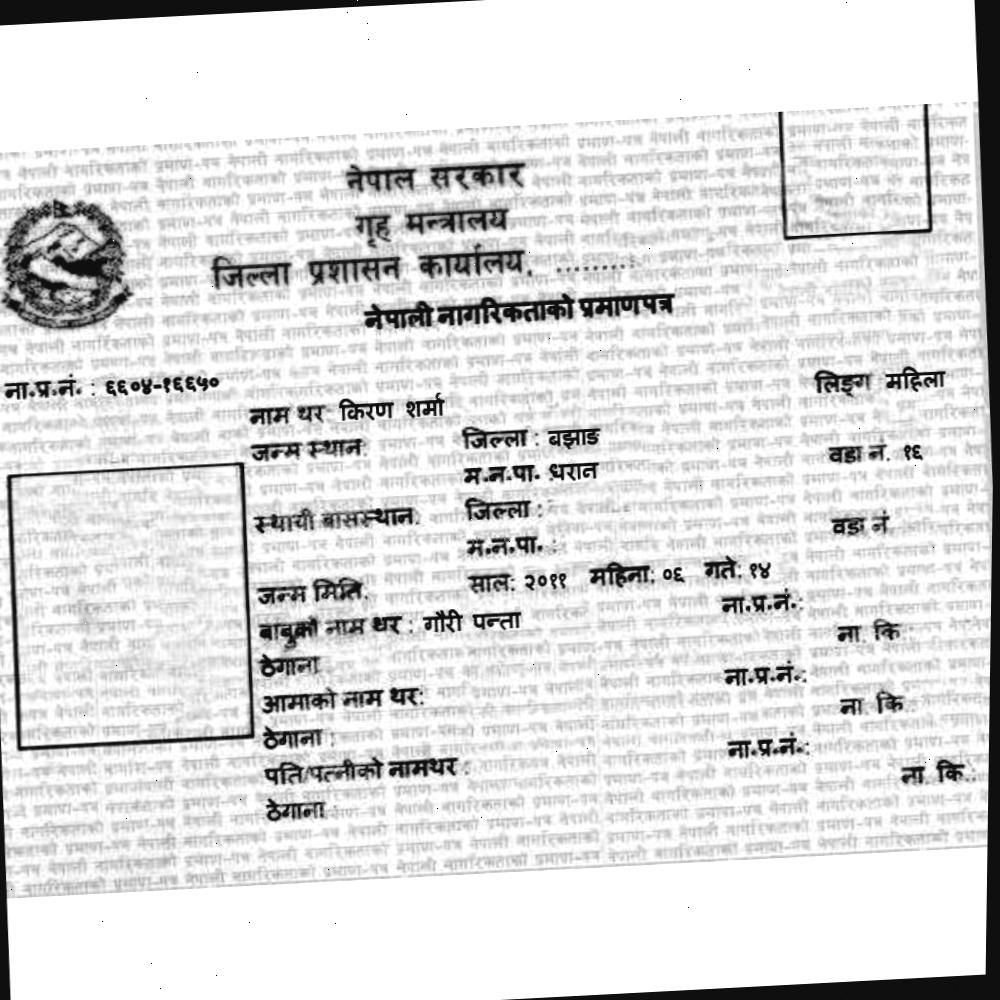 नेपाल सरकार
गृह मन्त्रालय
जिल्ला प्रशासन कार्यालय, .........
नेपाली नागरिकताको प्रमाणपत्र
ना.प्र.नं. : ६६०४-१६६५० लिङ्ग महिला
नाम थर किरण शर्मा
जन्म स्थान: जिल्ला : बझाङ वडा नं. १६
म.न.पा. धरान
स्थायी बासस्थान: जिल्ला : वडा नं
म.न.पा. :
जन्म मिति: साल: २०११ महिना: ०६ गते: १४
बाबुको नाम थर : गौरी पन्ता ना.प्र.नं.:
ठेगाना ना. कि.:
आमाको नाम थर: ना.प्र.नं.:
ठेगाना : ना. कि.:
पति/पत्नीको नामथर : ना.प्र.नं.:
ठेगाना : ना. कि.: